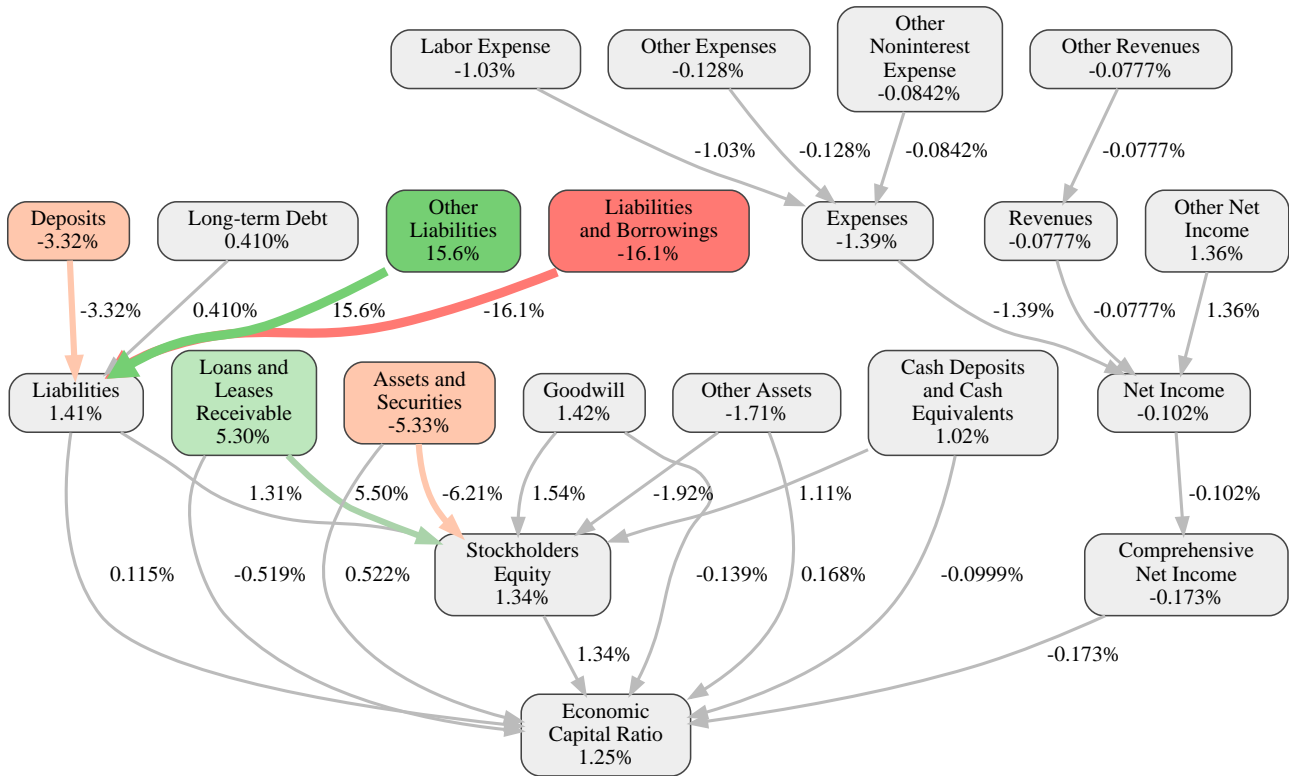 Labor Expense
-1.03%
Other Expenses
-0.128%
Other
Noninterest
Expense
-0.0842%
Other Revenues
-0.0777%
-1.03%
-0.128%
-0.0842%
-0.0777%
Deposits
-3.32%
Long-term Debt
0.410%
Other
Liabilities
15.6%
Liabilities
and Borrowings
-16.1%
Expenses
-1.39%
Revenues
-0.0777%
Other Net
Income
1.36%
-3.32%
0.410%
15.6%
-16.1%
-1.39%
-0.0777%
1.36%
Liabilities
1.41%
Loans and
Leases
Receivable
5.30%
Assets and
Securities
-5.33%
Goodwill
1.42%
Other Assets
-1.71%
Cash Deposits
and Cash
Equivalents
1.02%
Net Income
-0.102%
1.31%
5.50%
-6.21%
1.54%
-1.92%
1.11%
-0.102%
Stockholders
Equity
1.34%
Comprehensive
Net Income
-0.173%
0.115%
-0.519%
0.522%
-0.139%
0.168%
-0.0999%
1.34%
-0.173%
Economic
Capital Ratio
1.25%